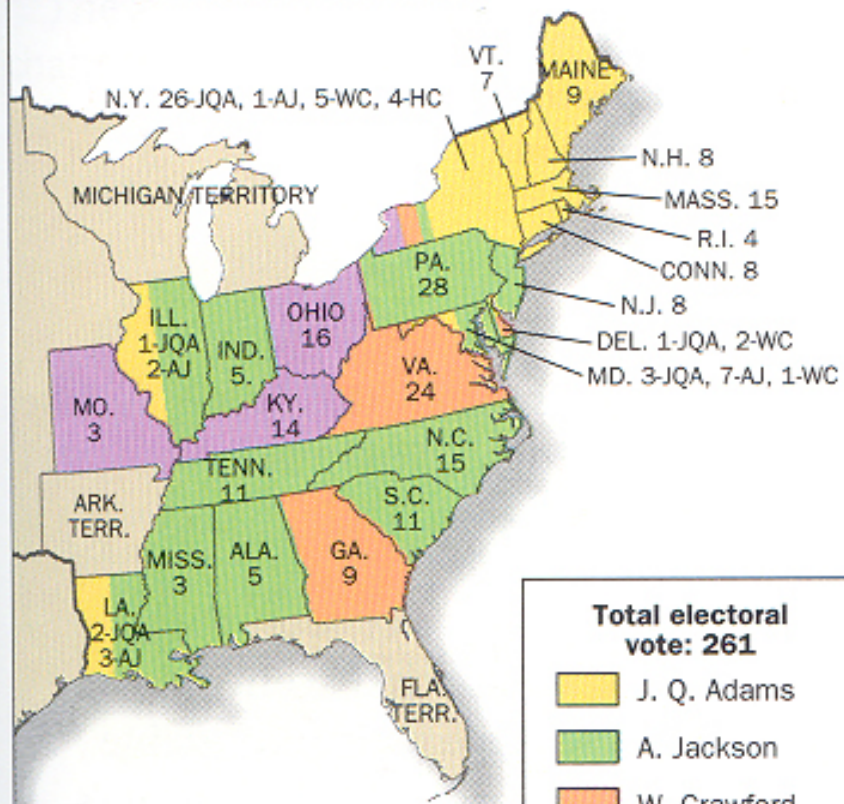 VT.
7
MAINE
9
N.Y. 26-JQA, 1-AJ, 5-WC, 4-HC
N.H. 8
MICHIGAN TERRITORY
MASS. 15
R.I. 4
CONN. 8
PA.
28
N.J. 8
ILL.
1-JQA
2-AJ
IND.
5.
OHIO
16
DEL. 1-JQA, 2-WC
MD. 3-JQA, 7-AJ, 1-WC
VA.
24
MO.
3
KY.
14
N.C.
15
TENN.
11
S.C.
11
ARK.
TERR.
MISS.
3
ALA.
5
GA.
9
LA.
2-JQA
3-AJ
FLA.
TERR.
Total electoral
vote: 261
J. Q. Adams
A. Jackson
W. Crawford